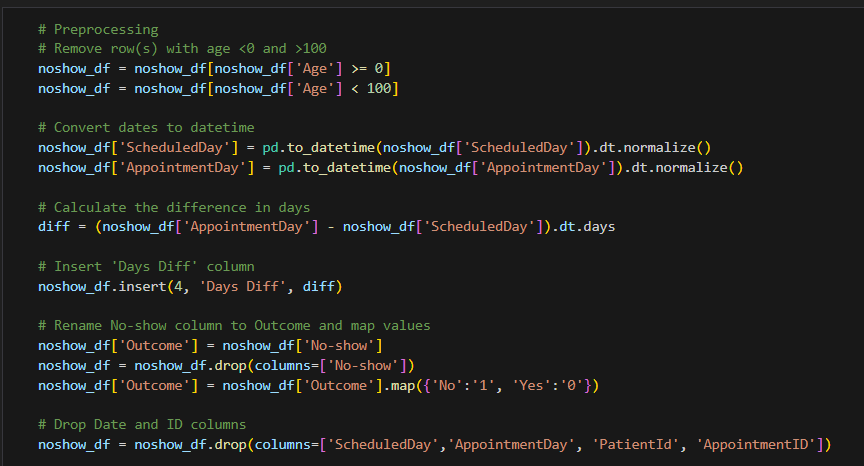 # Preprocessing
# Remove row(s) with age <0 and >100
noshow_df = noshow_df[noshow_df['Age'] >= 0]
noshow_df = noshow_df[noshow_df['Age'] < 100]
# Convert dates to datetime
noshow_df['ScheduledDay'] = pd.to_datetime(noshow_df['ScheduledDay']).dt.normalize()
noshow_df['AppointmentDay'] = pd.to_datetime(noshow_df['AppointmentDay']).dt.normalize()
# Calculate the difference in days
diff = (noshow_df['AppointmentDay'] - noshow_df['ScheduledDay']).dt.days
# Insert 'Days Diff' column
noshow_df.insert(4, 'Days Diff', diff)
# Rename No-show column to Outcome and map values
noshow_df['Outcome'] = noshow_df['No-show']
noshow_df = noshow_df.drop(columns=['No-show'])
noshow_df['Outcome'] = noshow_df['Outcome'].map({'No':'1', 'Yes':'0'})
# Drop Date and ID columns
noshow_df = noshow_df.drop(columns=['ScheduledDay','AppointmentDay', 'PatientId', 'AppointmentID'])